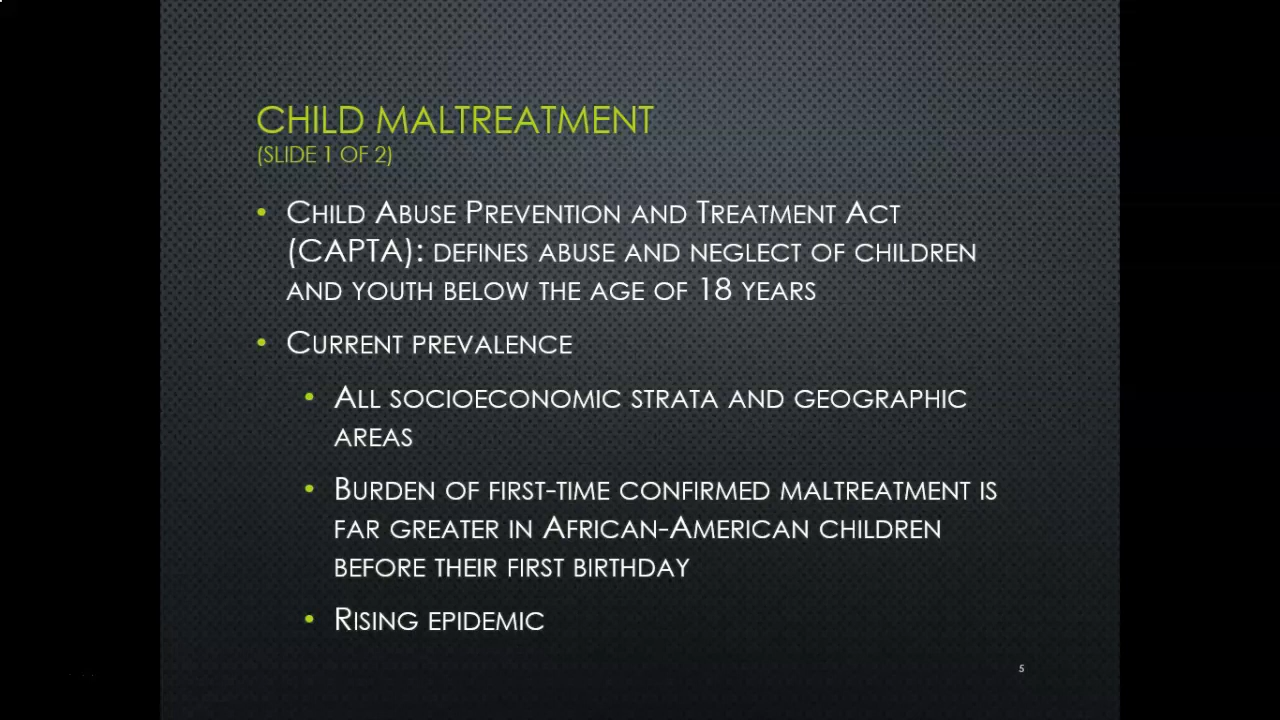 CHILD MALTREATMENT
(SLIDE 1 OF 2)
• CHILD ABUSE PREVENTION AND TREATMENT ACT
(CAPTA): DEFINES ABUSE AND NEGLECT OF CHILDREN
AND YOUTH BELOW THE AGE OF 18 YEARS
• CURRENT PREVALENCE
• ALL SOCIOECONOMIC STRATA AND GEOGRAPHIC
AREAS
• BURDEN OF FIRST-TIME CONFIRMED MALTREATMENT IS
FAR GREATER IN AFRICAN-AMERICAN CHILDREN
BEFORE THEIR FIRST BIRTHDAY
• RISING EPIDEMIC
5